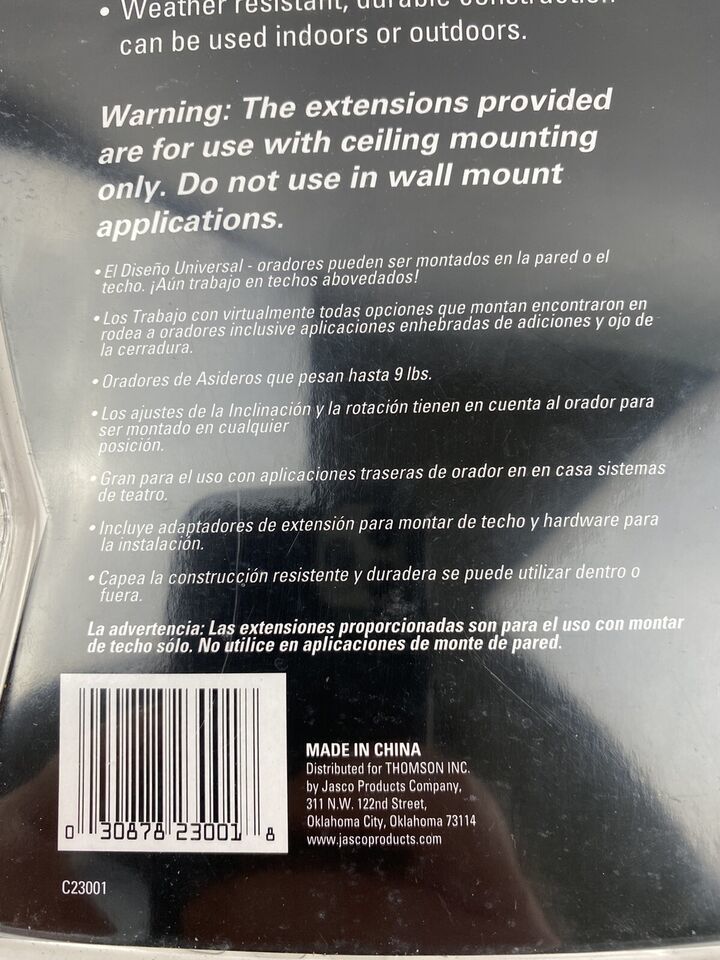 • Weather resistant, durable construction
can be used indoors or outdoors.
Warning: The extensions provided
are for use with ceiling mounting
only. Do not use in wall mount
applications.
• El Diseño Universal - oradores pueden ser montados en la pared o el
techo. ¡Aún trabajo en techos abovedados!
• Los Trabajo con virtualmente todas opciones que montan encontraron en
rodea a oradores inclusive aplicaciones enhebradas de adiciones y ojo de
la cerradura.
• Oradores de Asideros que pesan hasta 9 lbs.
• Los ajustes de la Inclinación y la rotación tienen en cuenta al orador para
ser montado en cualquier
posición.
• Gran para el uso con aplicaciones traseras de orador en en casa sistemas
de teatro.
• Incluye adaptadores de extensión para montar de techo y hardware para
la instalación.
• Capea la construcción resistente y duradera se puede utilizar dentro o
fuera.
La advertencia: Las extensiones proporcionadas son para el uso con montar
de techo sólo. No utilice en aplicaciones de monte de pared.
MADE IN CHINA
Distributed for THOMSON INC.
by Jasco Products Company,
311 N.W. 122nd Street,
Oklahoma City, Oklahoma 73114
www.jascoproducts.com
0 30878 23001 8
C23001